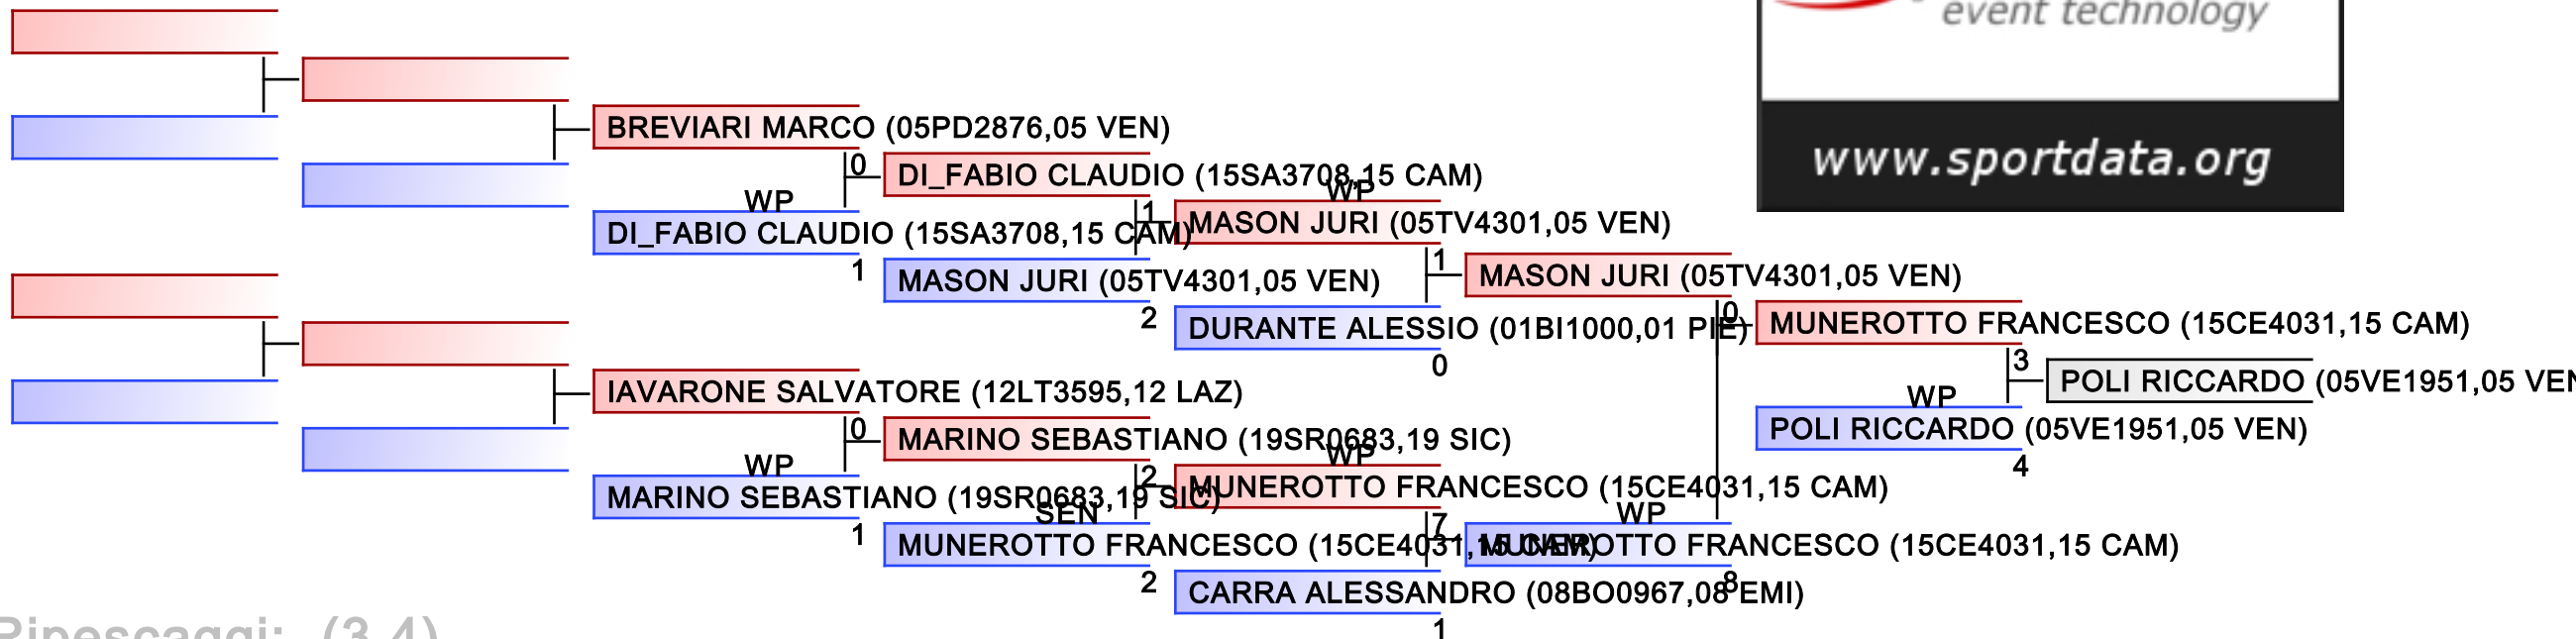 event technology
www.sportdata.org
BREVIARI MARCO (05PD2876,05 VEN)
0
DI_FABIO CLAUDIO (15SA3708,15 CAM)
WP
WP
1
MASON JURI (05TV4301,05 VEN)
DI_FABIO CLAUDIO (15SA3708,15 CAM)
1
1
MASON JURI (05TV4301,05 VEN)
MASON JURI (05TV4301,05 VEN)
2
0
DURANTE ALESSIO (01BI1000,01 PIE)
MUNEROTTO FRANCESCO (15CE4031,15 CAM)
0
3
POLI RICCARDO (05VE1951,05 VEN
IAVARONE SALVATORE (12LT3595,12 LAZ)
WP
0
MARINO SEBASTIANO (19SR0683,19 SIC)
POLI RICCARDO (05VE1951,05 VEN)
WP
WP
2
4
MUNEROTTO FRANCESCO (15CE4031,15 CAM)
MARINO SEBASTIANO (19SR0683,19 SIC)
SEN
WP
1
7
MUNEROTTO FRANCESCO (15CE4031,15 CAM)
MUNEROTTO FRANCESCO (15CE4031,15 CAM)
2
8
CARRA ALESSANDRO (08BO0967,08 EMI)
1
Ripescaggi: (3,4)